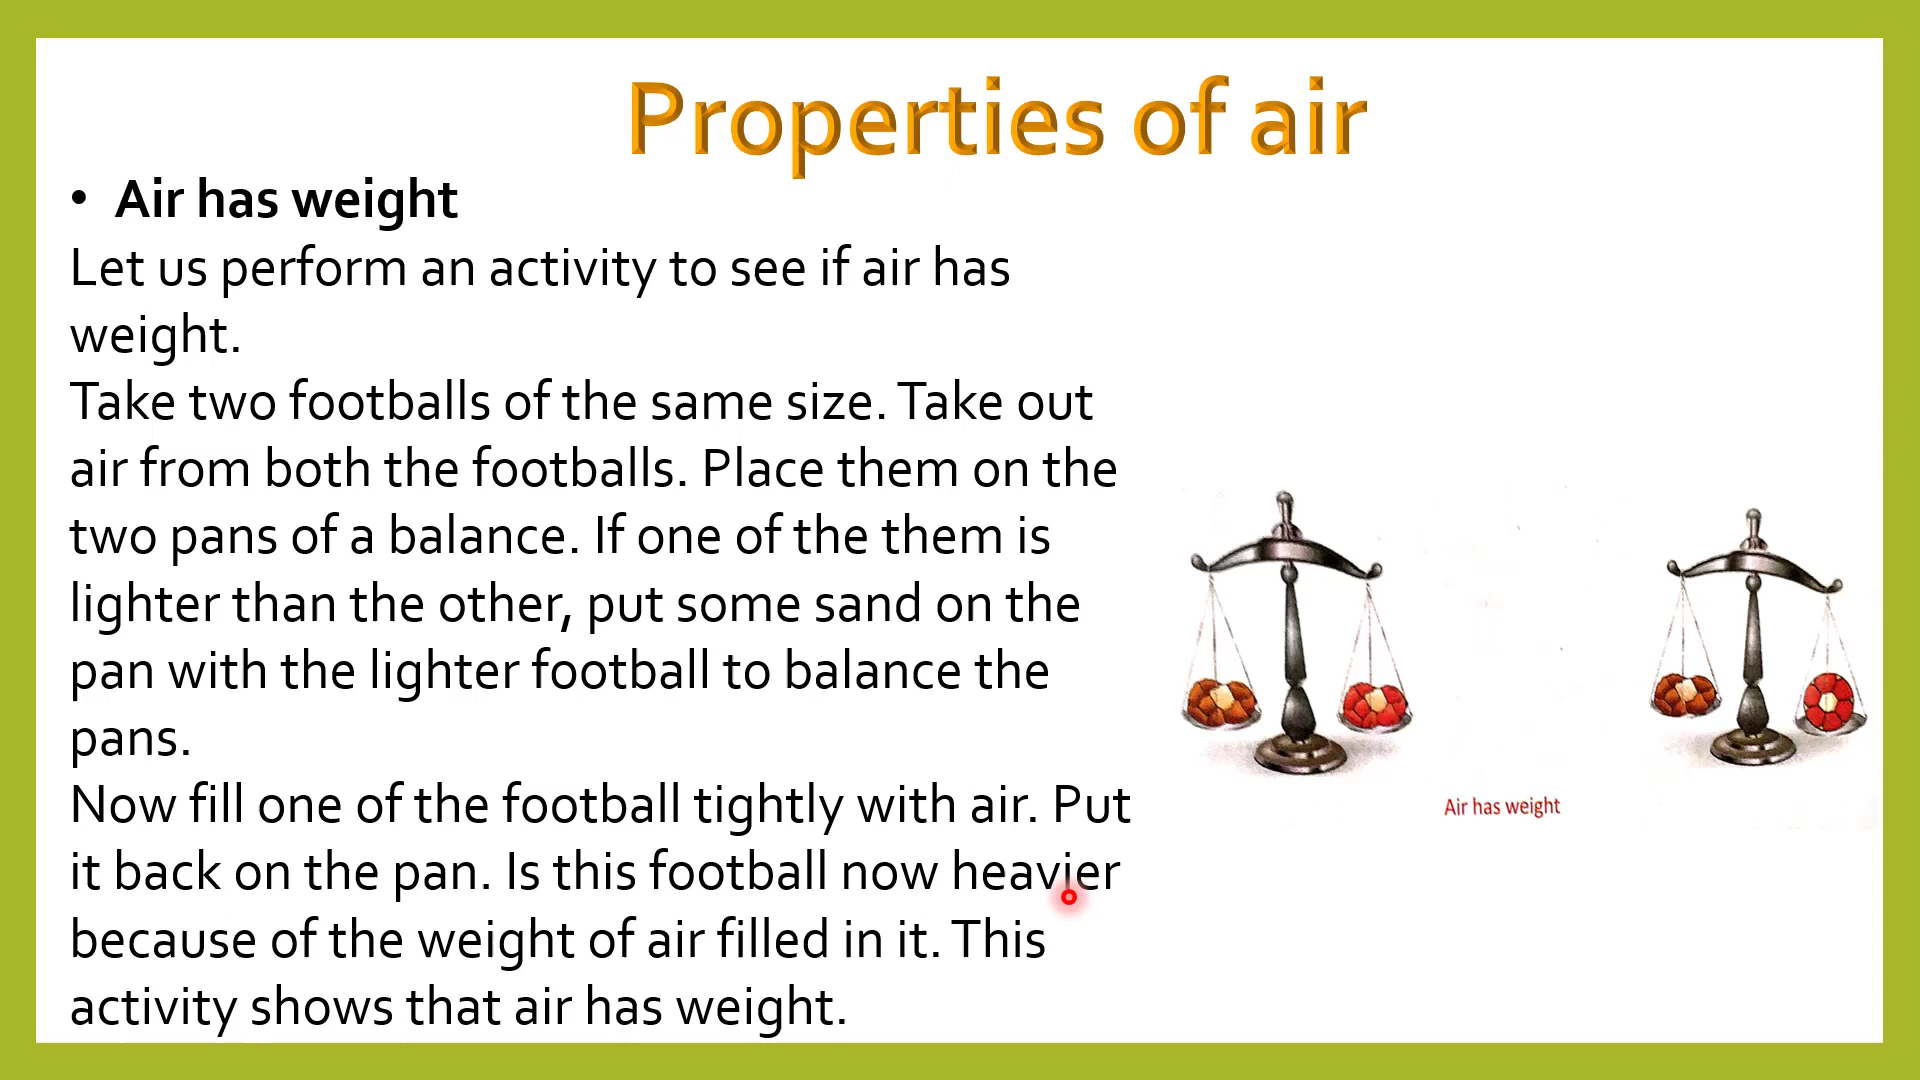 Properties of air
• Air has weight
Let us perform an activity to see if air has
weight.
Take two footballs of the same size. Take out
air from both the footballs. Place them on the
two pans of a balance. If one of the them is
lighter than the other, put some sand on the
pan with the lighter football to balance the
pans.
Now fill one of the football tightly with air. Put
it back on the pan. Is this football now heavier
because of the weight of air filled in it. This
activity shows that air has weight.
Air has weight